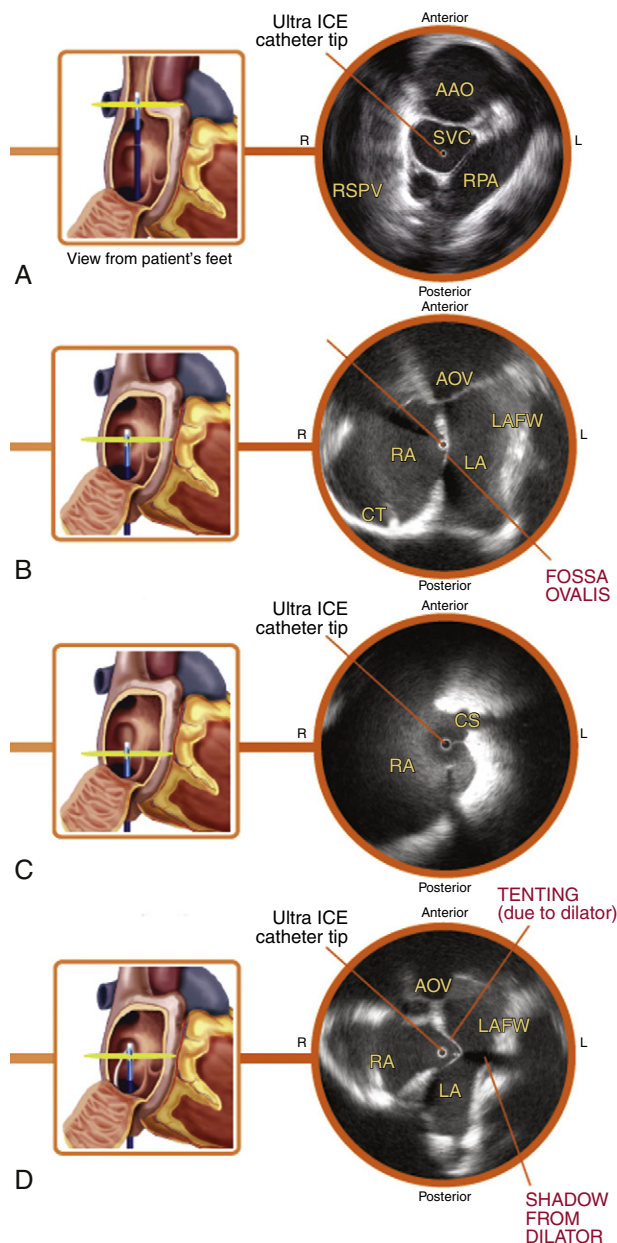 Anterior
Ultra ICE
catheter tip
AAO
SVC
R
L
RSPV
RPA
View from patient's feet
A
Posterior
Anterior
AOV
LAFW
R
L
RA
LA
CT
B
Posterior
FOSSA
OVALIS
Anterior
Ultra ICE
catheter tip
CS
R
L
RA
C
Posterior
TENTING
(due to dilator)
Anterior
Ultra ICE
catheter tip
AOV
LAFW
R
L
RA
LA
D
Posterior
SHADOW
FROM
DILATOR